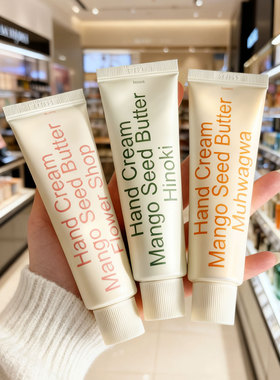 Hand Cream
Mango Seed Butter
Flower Shop
Hand Cream
Mango Seed Butter
Hinoki
Hand Cream
Mango Seed Butter
Muhwagwa